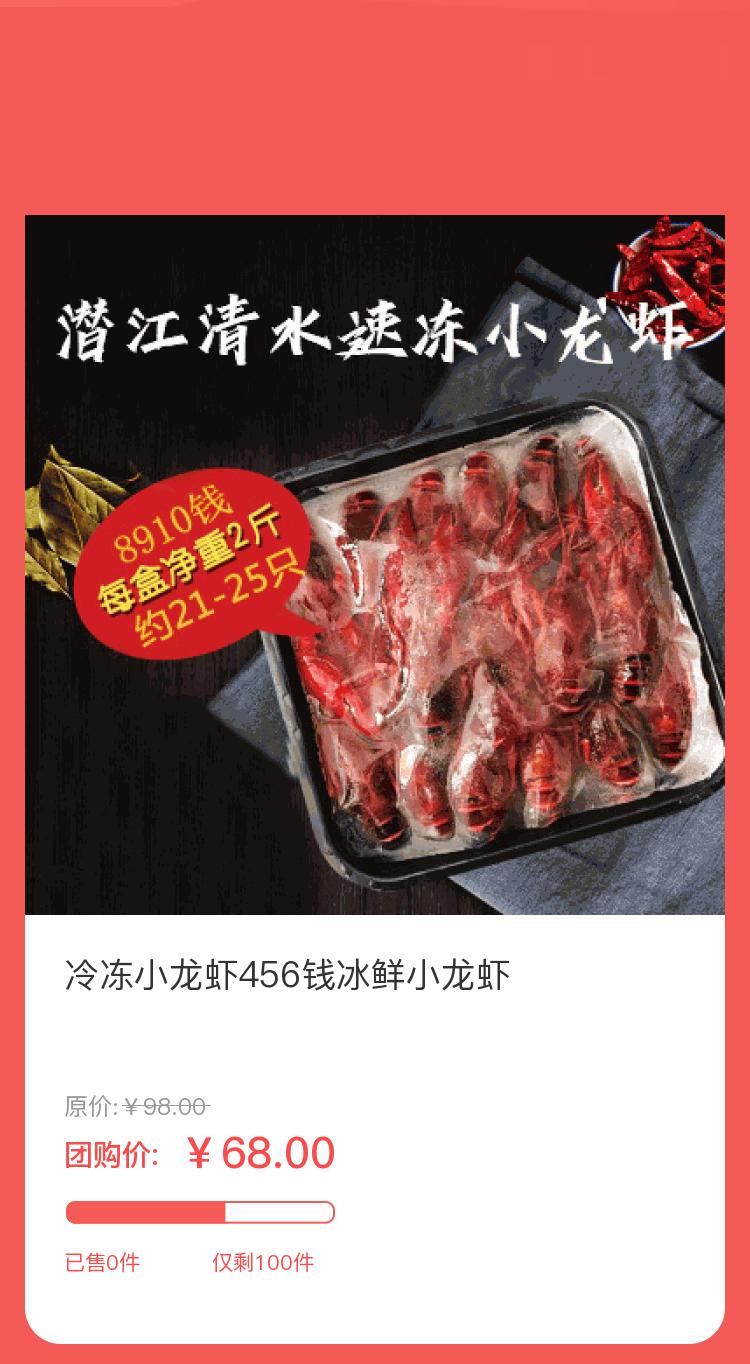 潜江清水速冻小龙虾
8910钱
每盒净重2斤
约21-25只
冷冻小龙虾456钱冰鲜小龙虾
原价:￥98.00
团购价: ￥68.00
已售0件 仅剩100件